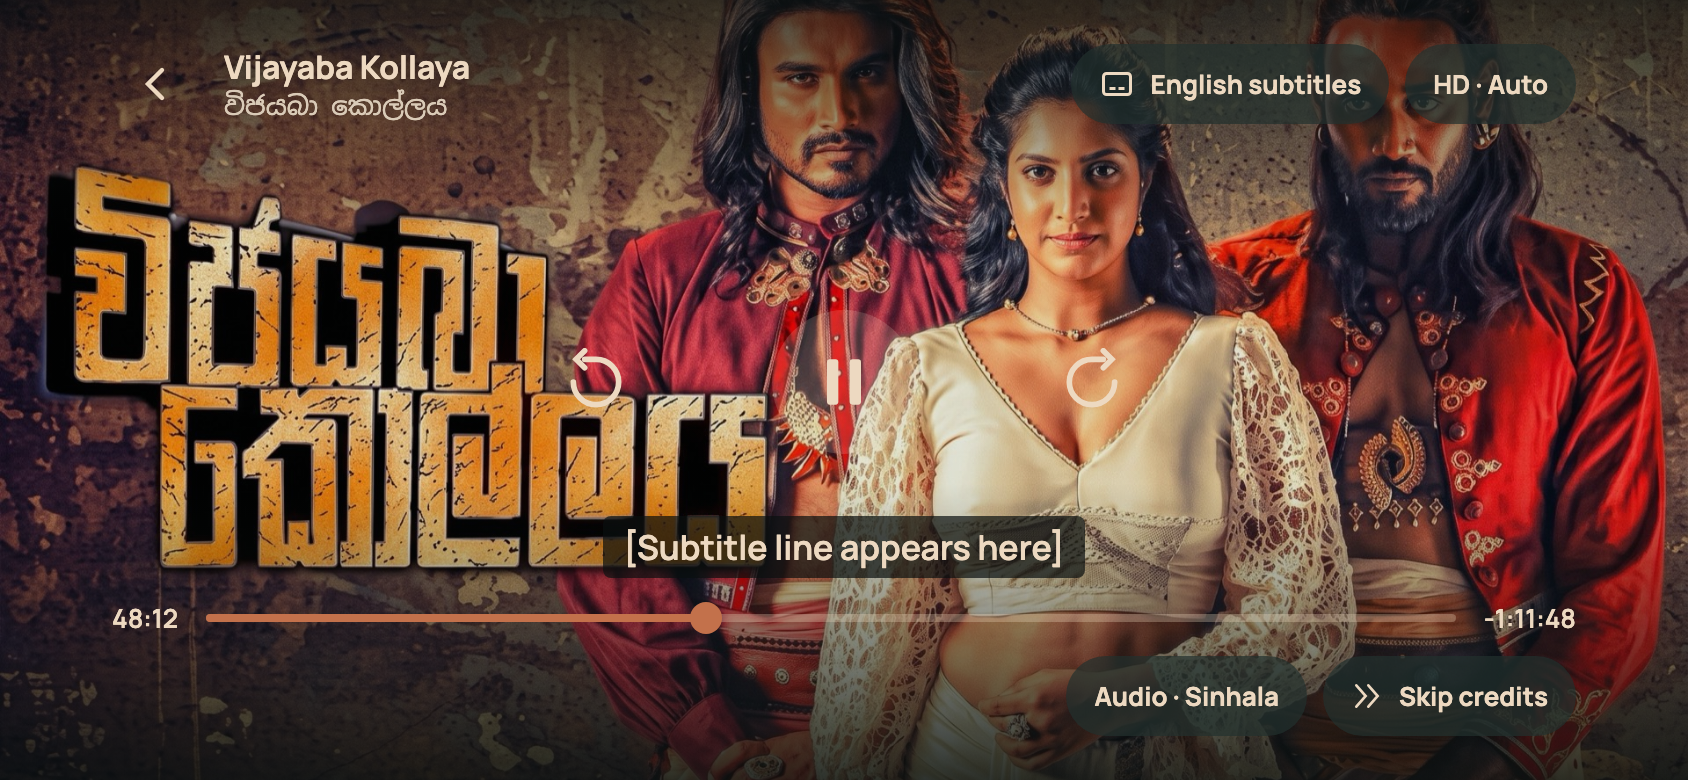 Vijayaba Kollaya
විජයබා කොල්ලය
English subtitles
HD · Auto
විජයබා
කොල්ලය
[Subtitle line appears here]
48:12
-1:11:48
Audio · Sinhala
Skip credits